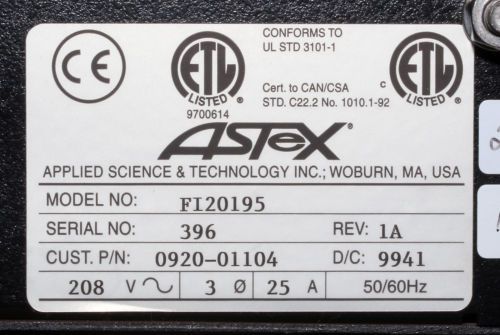 CE
ETL
LISTED
9700614
CONFORMS TO
UL STD 3101-1
Cert. to CAN/CSA
STD. C22.2 No. 1010.1-92
c
ETL
LISTED
ASTeX®
APPLIED SCIENCE & TECHNOLOGY INC.; WOBURN, MA, USA
MODEL NO: FI20195
SERIAL NO: 396 REV: 1A
CUST. P/N: 0920-01104 D/C: 9941
208 V ~ 3 Ø 25 A 50/60Hz